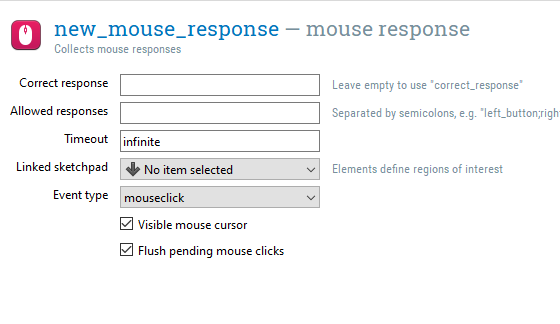 new_mouse_response – mouse response
Collects mouse responses
Correct response Leave empty to use "correct_response"
Allowed responses Separated by semicolons, e.g. "left_button;righ
Timeout infinite
Linked sketchpad No item selected Elements define regions of interest
Event type mouseclick
Visible mouse cursor
Flush pending mouse clicks